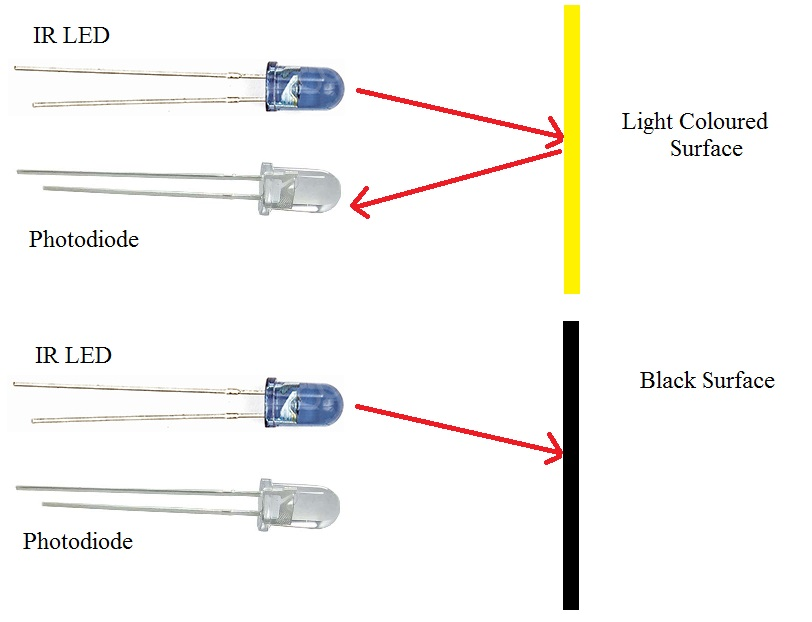 IR LED
Light Coloured
Surface
Photodiode
IR LED
Black Surface
Photodiode